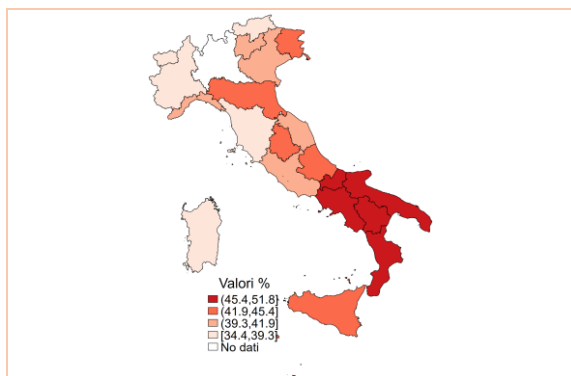 Valori %
(45.4,51.8]
(41.9,45.4]
(39.3,41.9]
[34.4,39.3]
No dati